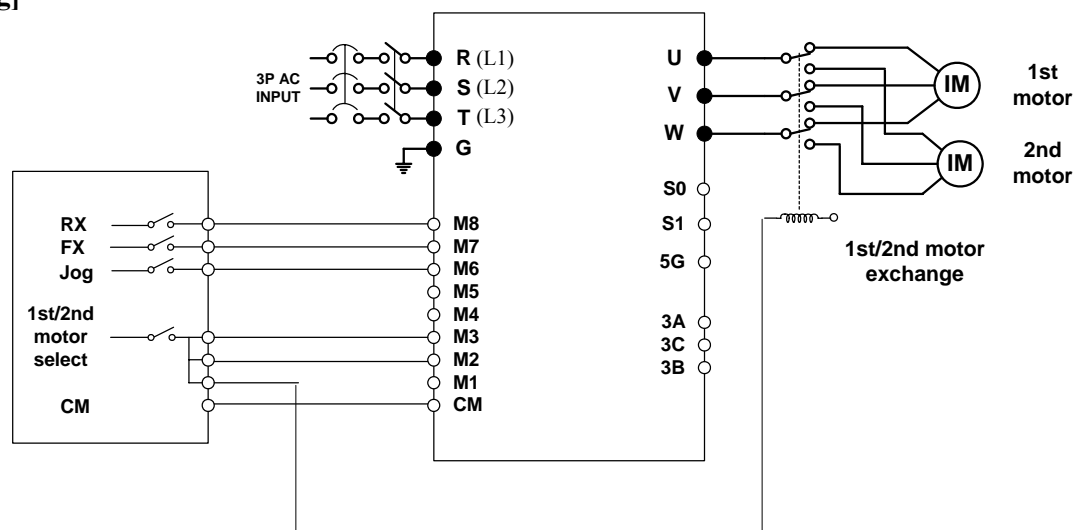 g]
3P AC
INPUT
R (L1)
S (L2)
T (L3)
G
U
V
W
IM
1st
motor
IM
2nd
motor
S0
S1
5G
3A
3C
3B
1st/2nd motor
exchange
RX
FX
Jog
1st/2nd
motor
select
CM
M8
M7
M6
M5
M4
M3
M2
M1
CM